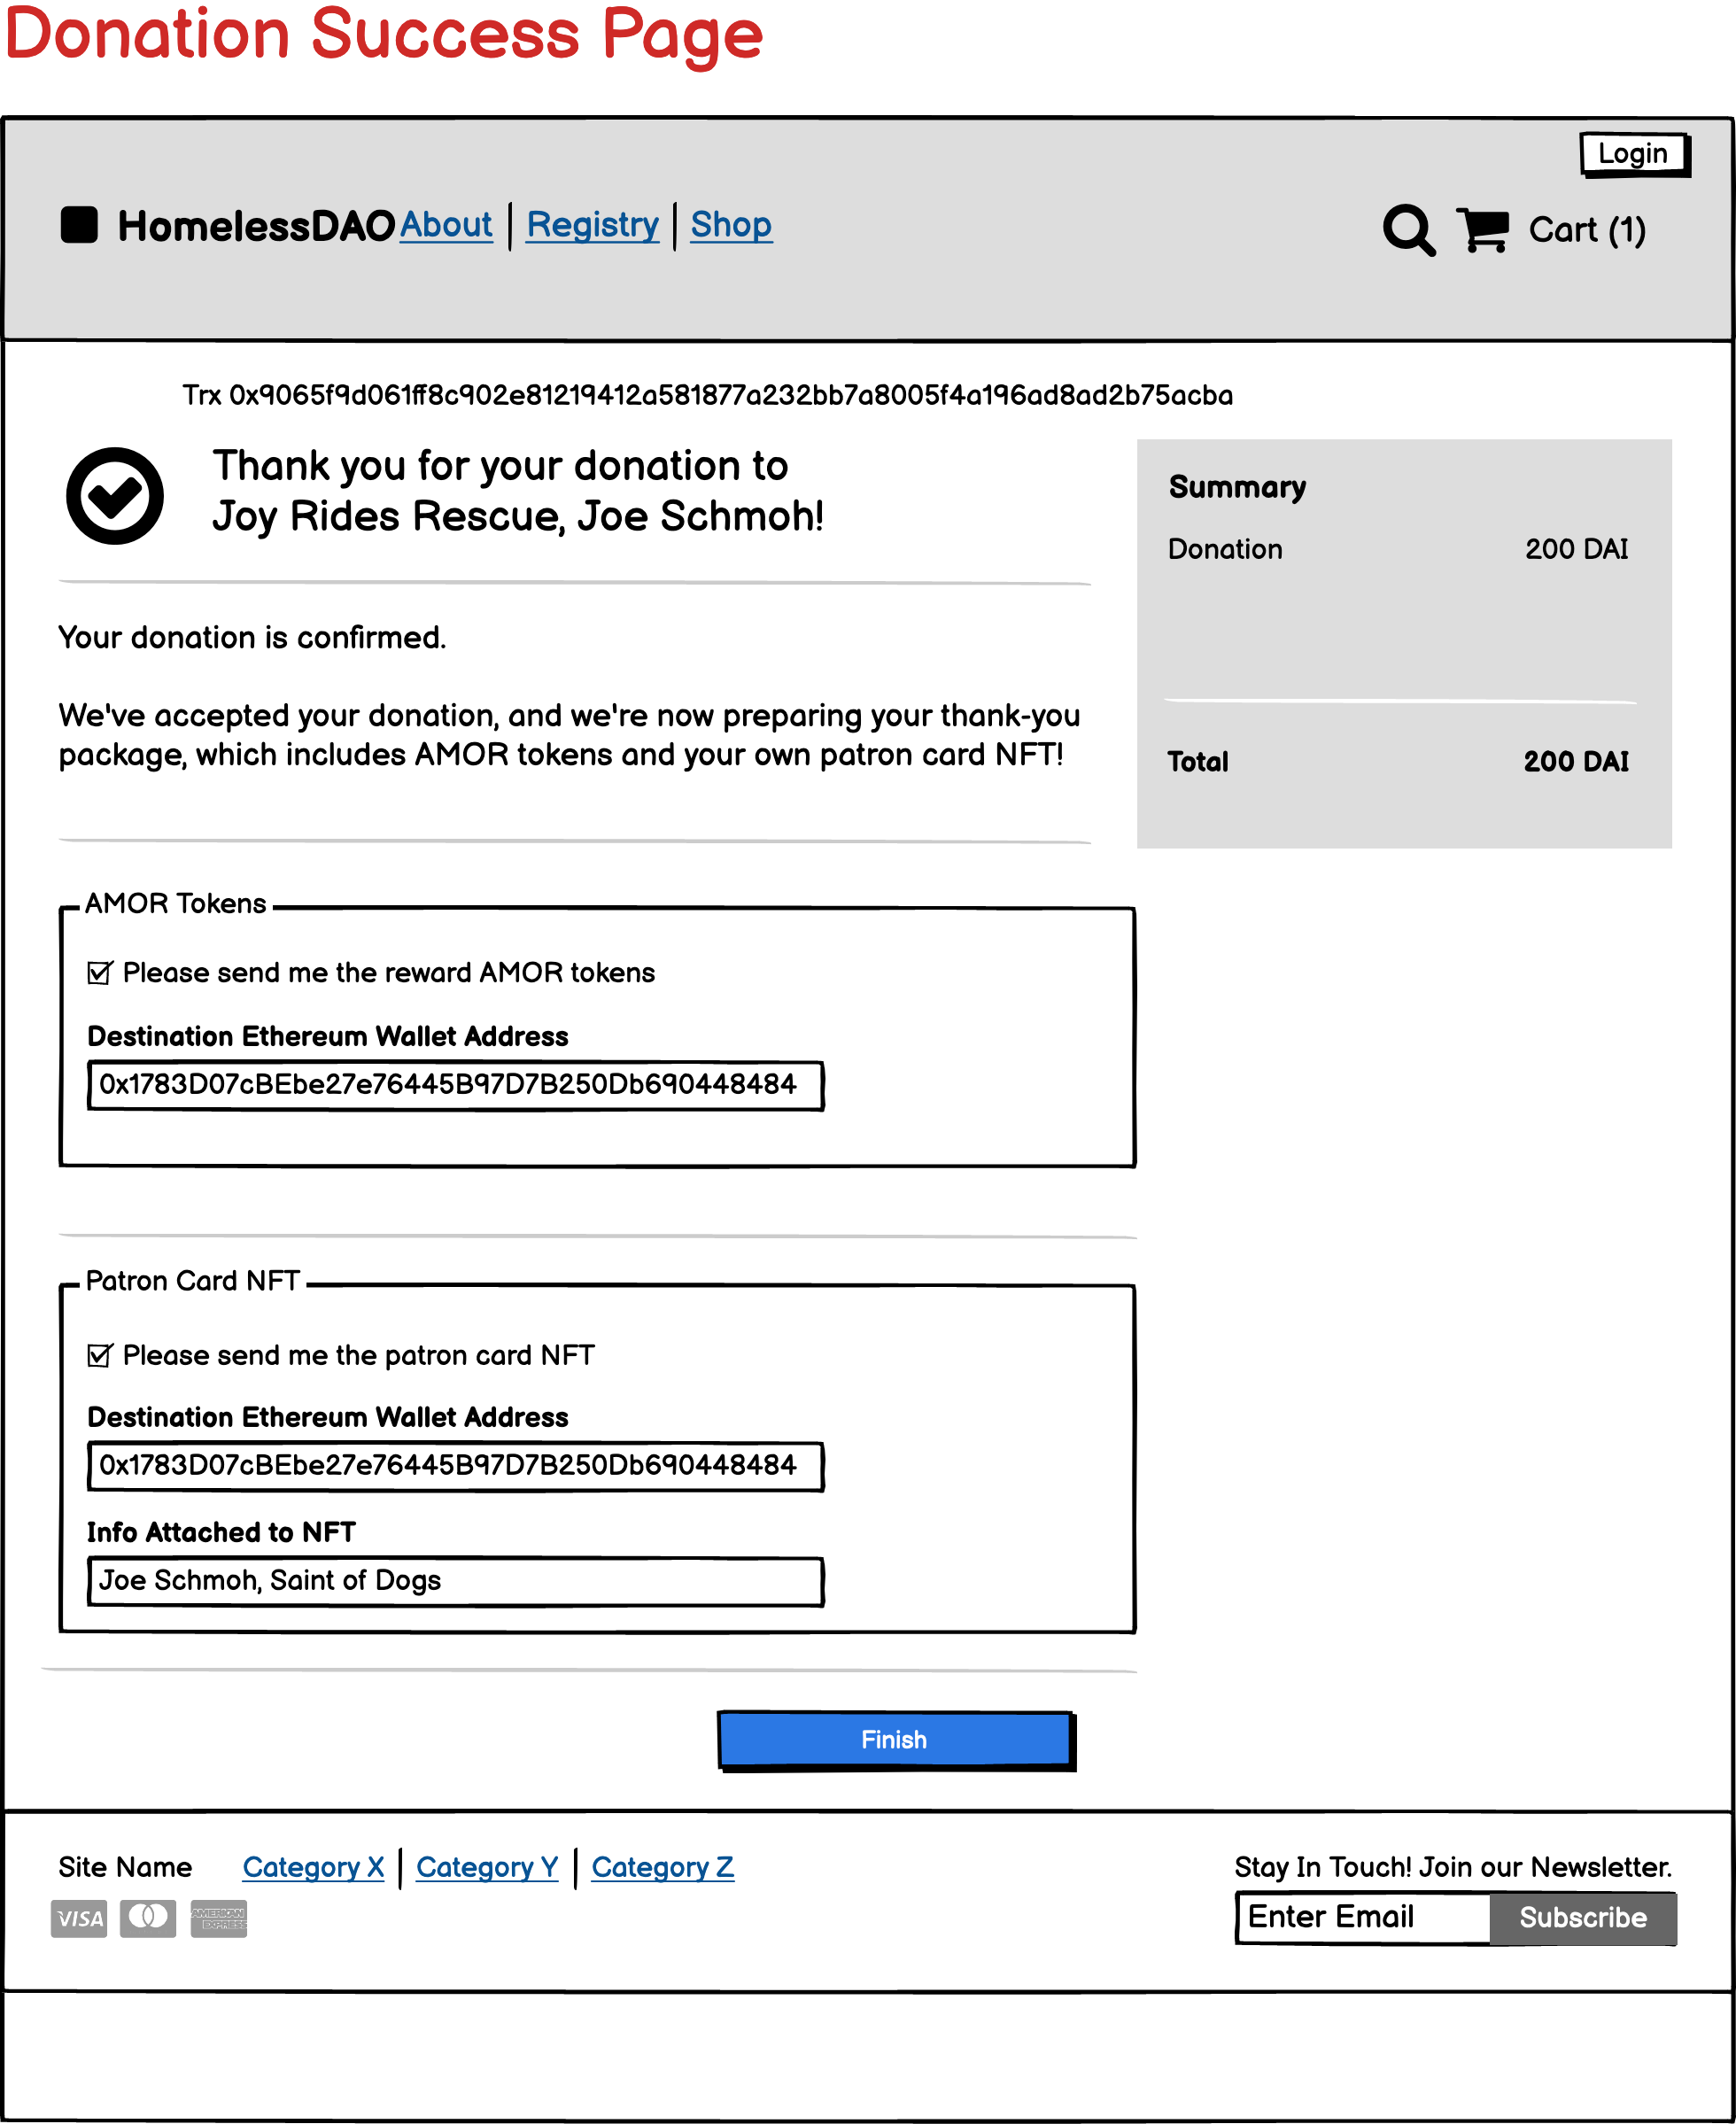 Donation Success Page
Login
HomelessDAO About Registry Shop
Cart (1)
Trx 0x9065f9d061ff8c902e81219412a581877a232bb7a8005f4a196ad8ad2b75acba
Thank you for your donation to
Joy Rides Rescue, Joe Schmoh!
Your donation is confirmed.
We've accepted your donation, and we're now preparing your thank-you
package, which includes AMOR tokens and your own patron card NFT!
Summary
Donation 200 DAI
Total 200 DAI
AMOR Tokens
Please send me the reward AMOR tokens
Destination Ethereum Wallet Address
0x1783D07cBEbe27e76445B97D7B250Db690448484
Patron Card NFT
Please send me the patron card NFT
Destination Ethereum Wallet Address
0x1783D07cBEbe27e76445B97D7B250Db690448484
Info Attached to NFT
Joe Schmoh, Saint of Dogs
Finish
Site Name Category X Category Y Category Z
VISA AMERICAN EXPRESS
Stay In Touch! Join our Newsletter.
Enter Email Subscribe